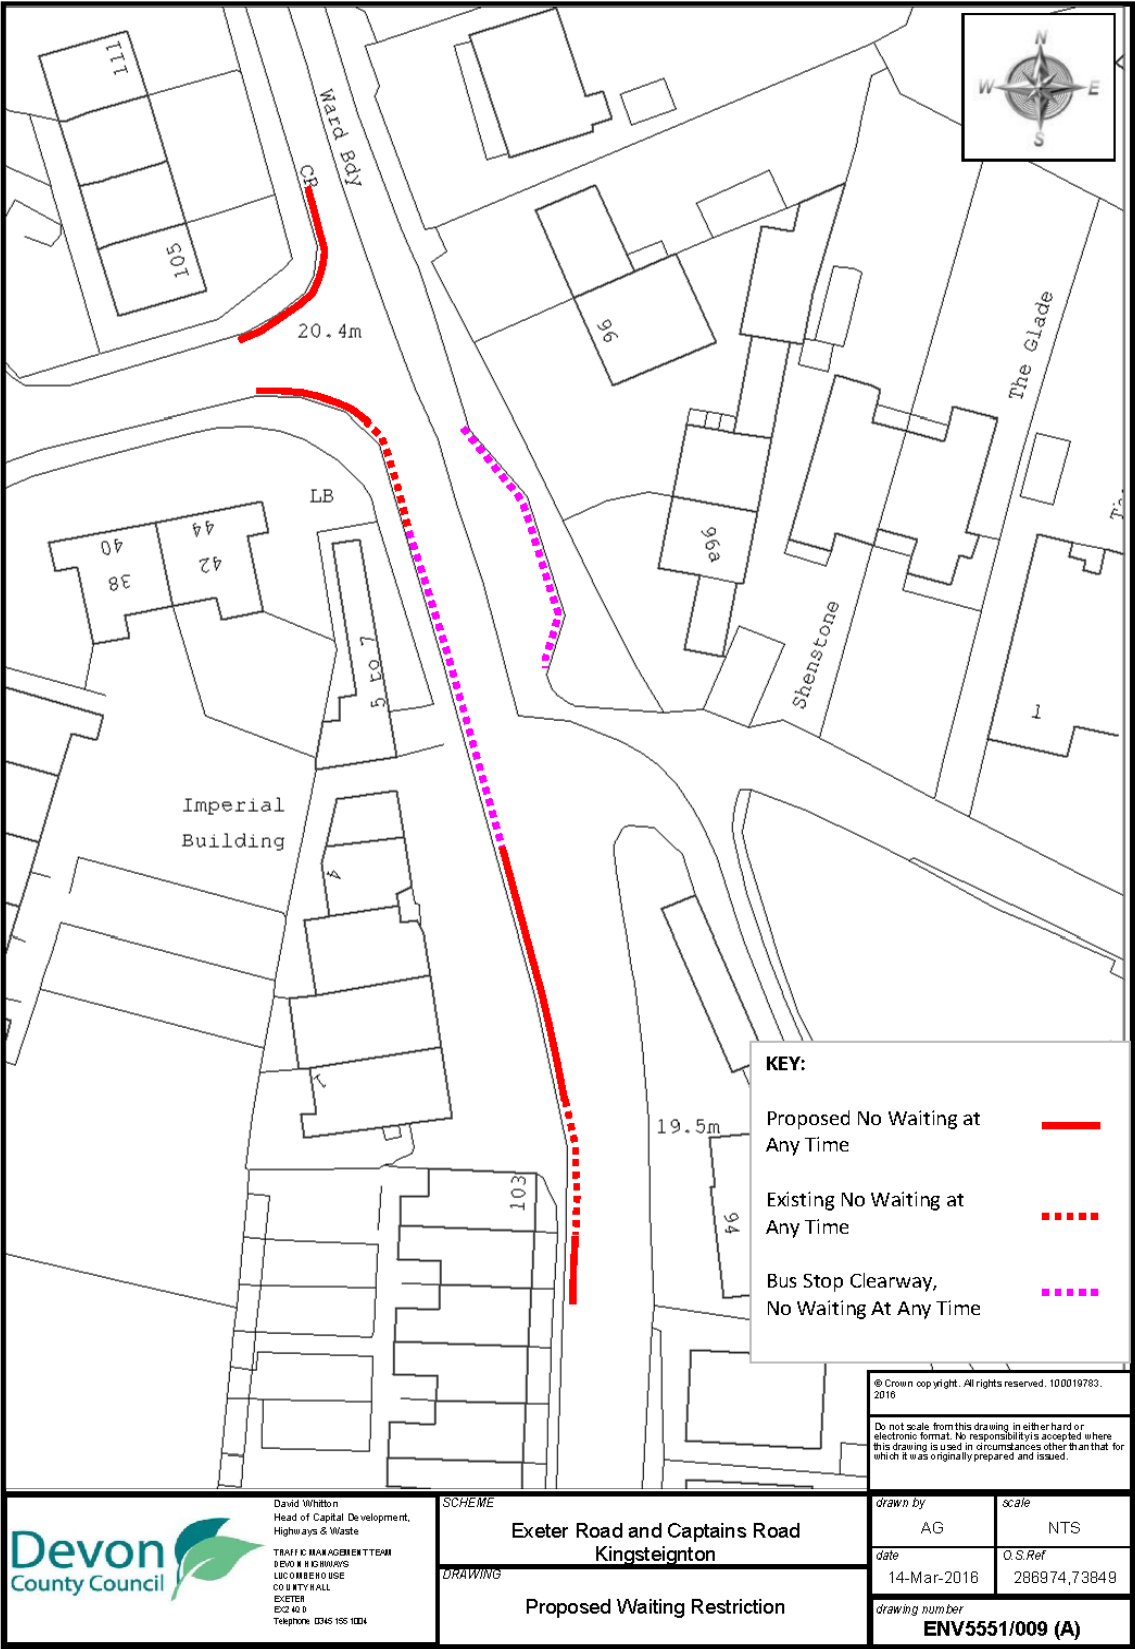 111
Ward Bdy
CR
105
20.4m
N
W
E
S
96
The Glade
LB
44
40
42
38
96a
5 to 7
Shenstone
1
Imperial
Building
4
1
19.5m
103
94
KEY:
Proposed No Waiting at
Any Time
Existing No Waiting at
Any Time
Bus Stop Clearway,
No Waiting At Any Time
© Crown copyright. All rights reserved. 100019783.
2016
Do not scale from this drawing in either hard or
electronic format. No responsibility is accepted where
this drawing is used in circumstances other than that for
which it was originally prepared and issued.
Devon
County Council
David Whitton
Head of Capital Development,
Highways & Waste
TRAFFIC MANAGEMENT TEAM
DEVON HIGHWAYS
LUCOMBE HOUSE
COUNTY HALL
EXETER
EX2 4QD
Telephone 0345 155 1004
SCHEME
Exeter Road and Captains Road
Kingsteignton
DRAWING
Proposed Waiting Restriction
drawn by
AG
scale
NTS
date
14-Mar-2016
O.S.Ref
286974,73849
drawing number
ENV5551/009 (A)